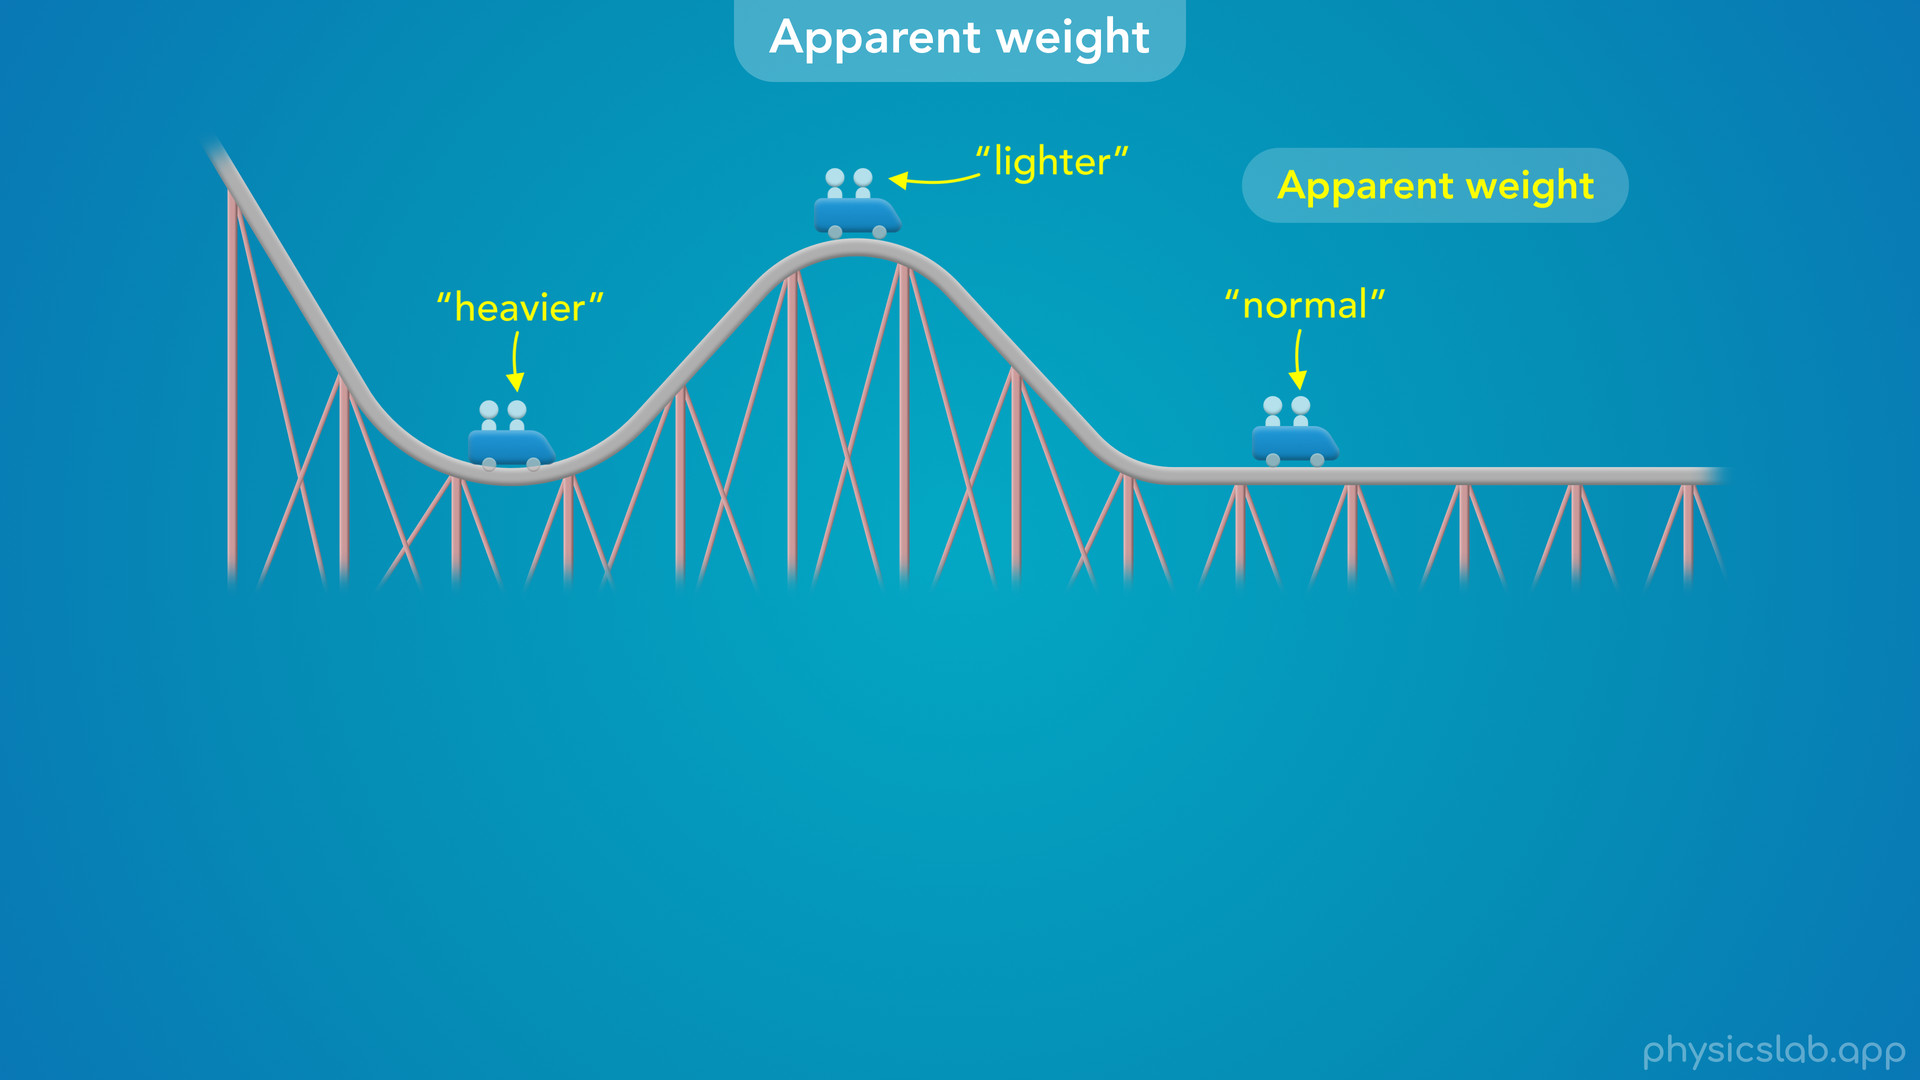 Apparent weight
“lighter”
Apparent weight
“heavier”
“normal”
physicslab.app